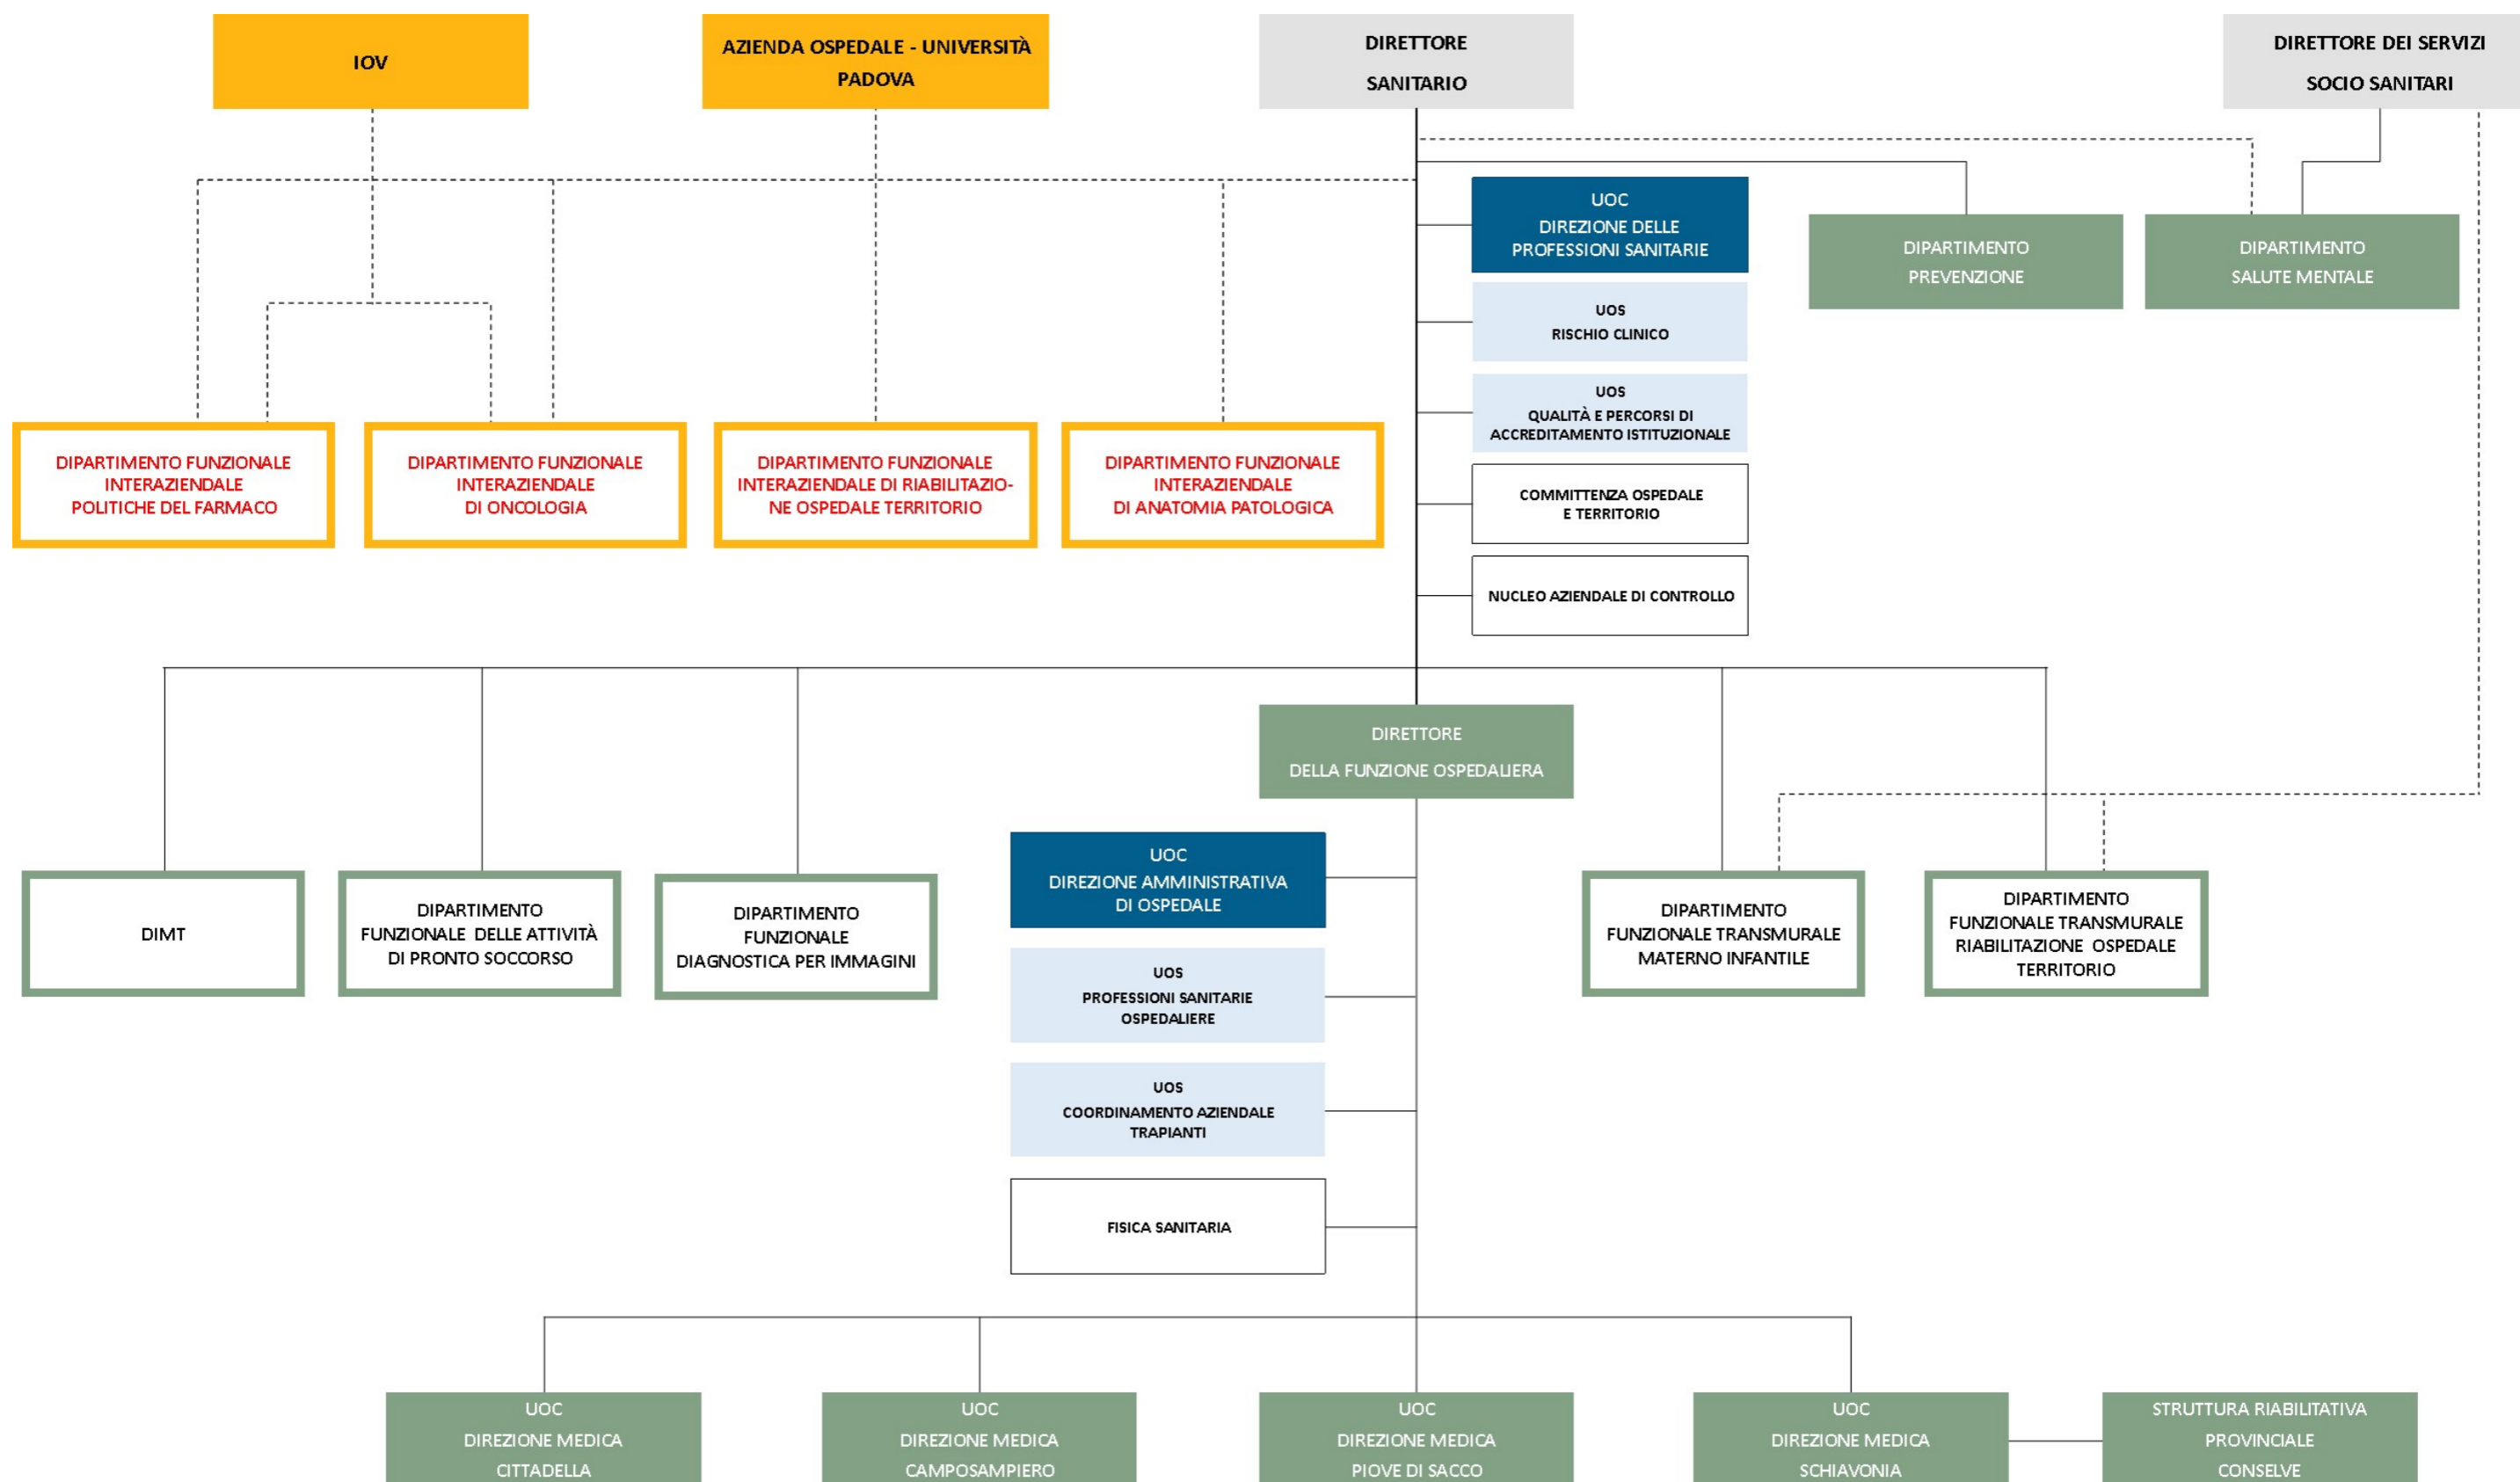 IOV
AZIENDA OSPEDALE - UNIVERSITÀ
PADOVA
DIRETTORE
SANITARIO
DIRETTORE DEI SERVIZI
SOCIO SANITARI
UOC
DIREZIONE DELLE
PROFESSIONI SANITARIE
DIPARTIMENTO
PREVENZIONE
DIPARTIMENTO
SALUTE MENTALE
UOS
RISCHIO CLINICO
UOS
QUALITÀ E PERCORSI DI
ACCREDITAMENTO ISTITUZIONALE
DIPARTIMENTO FUNZIONALE
INTERAZIENDALE
POLITICHE DEL FARMACO
DIPARTIMENTO FUNZIONALE
INTERAZIENDALE
DI ONCOLOGIA
DIPARTIMENTO FUNZIONALE
INTERAZIENDALE DI RIABILITAZIO-
NE OSPEDALE TERRITORIO
DIPARTIMENTO FUNZIONALE
INTERAZIENDALE
DI ANATOMIA PATOLOGICA
COMMITTENZA OSPEDALE
E TERRITORIO
NUCLEO AZIENDALE DI CONTROLLO
DIRETTORE
DELLA FUNZIONE OSPEDALIERA
DIMT
DIPARTIMENTO
FUNZIONALE DELLE ATTIVITÀ
DI PRONTO SOCCORSO
DIPARTIMENTO
FUNZIONALE
DIAGNOSTICA PER IMMAGINI
UOC
DIREZIONE AMMINISTRATIVA
DI OSPEDALE
DIPARTIMENTO
FUNZIONALE TRANSMURALE
MATERNO INFANTILE
DIPARTIMENTO
FUNZIONALE TRANSMURALE
RIABILITAZIONE OSPEDALE
TERRITORIO
UOS
PROFESSIONI SANITARIE
OSPEDALIERE
UOS
COORDINAMENTO AZIENDALE
TRAPIANTI
FISICA SANITARIA
UOC
DIREZIONE MEDICA
CITTADELLA
UOC
DIREZIONE MEDICA
CAMPOSAMPIERO
UOC
DIREZIONE MEDICA
PIOVE DI SACCO
UOC
DIREZIONE MEDICA
SCHIAVONIA
STRUTTURA RIABILITATIVA
PROVINCIALE
CONSELVE